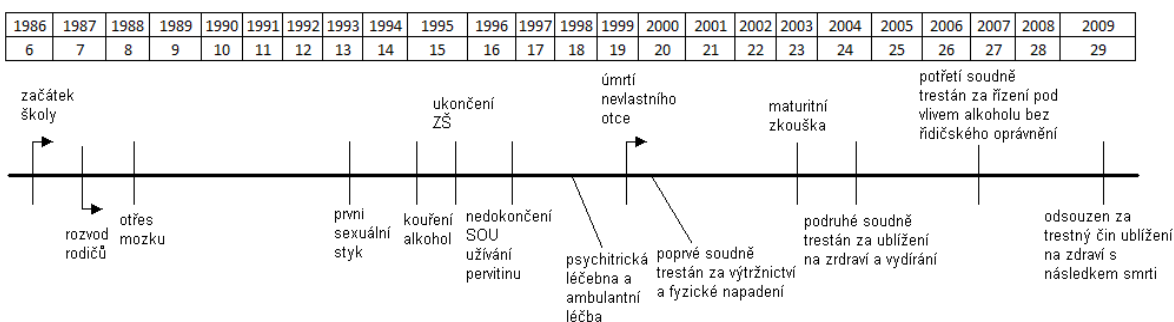 1986 1987 1988 1989 1990 1991 1992 1993 1994 1995 1996 1997 1998 1999 2000 2001 2002 2003 2004 2005 2006 2007 2008 2009
6 7 8 9 10 11 12 13 14 15 16 17 18 19 20 21 22 23 24 25 26 27 28 29
začátek
školy
ukončení
ZŠ
úmrtí
nevlastního
otce
maturitní
zkouška
potřetí soudně
trestán za řízení pod
vlivem alkoholu bez
řidičského oprávnění
rozvod
rodičů
otřes
mozku
prvni
sexuální
styk
kouření
alkohol
nedokončení
SOU
užívání
pervitinu
psychitrická
léčebna a
ambulantní
léčba
poprvé soudně
trestán za výtržnictví
a fyzické napadení
podruhé soudně
trestán za ublížení
na zrdraví a vydírání
odsouzen za
trestný čin ublížení
na zdraví s
následkem smrti